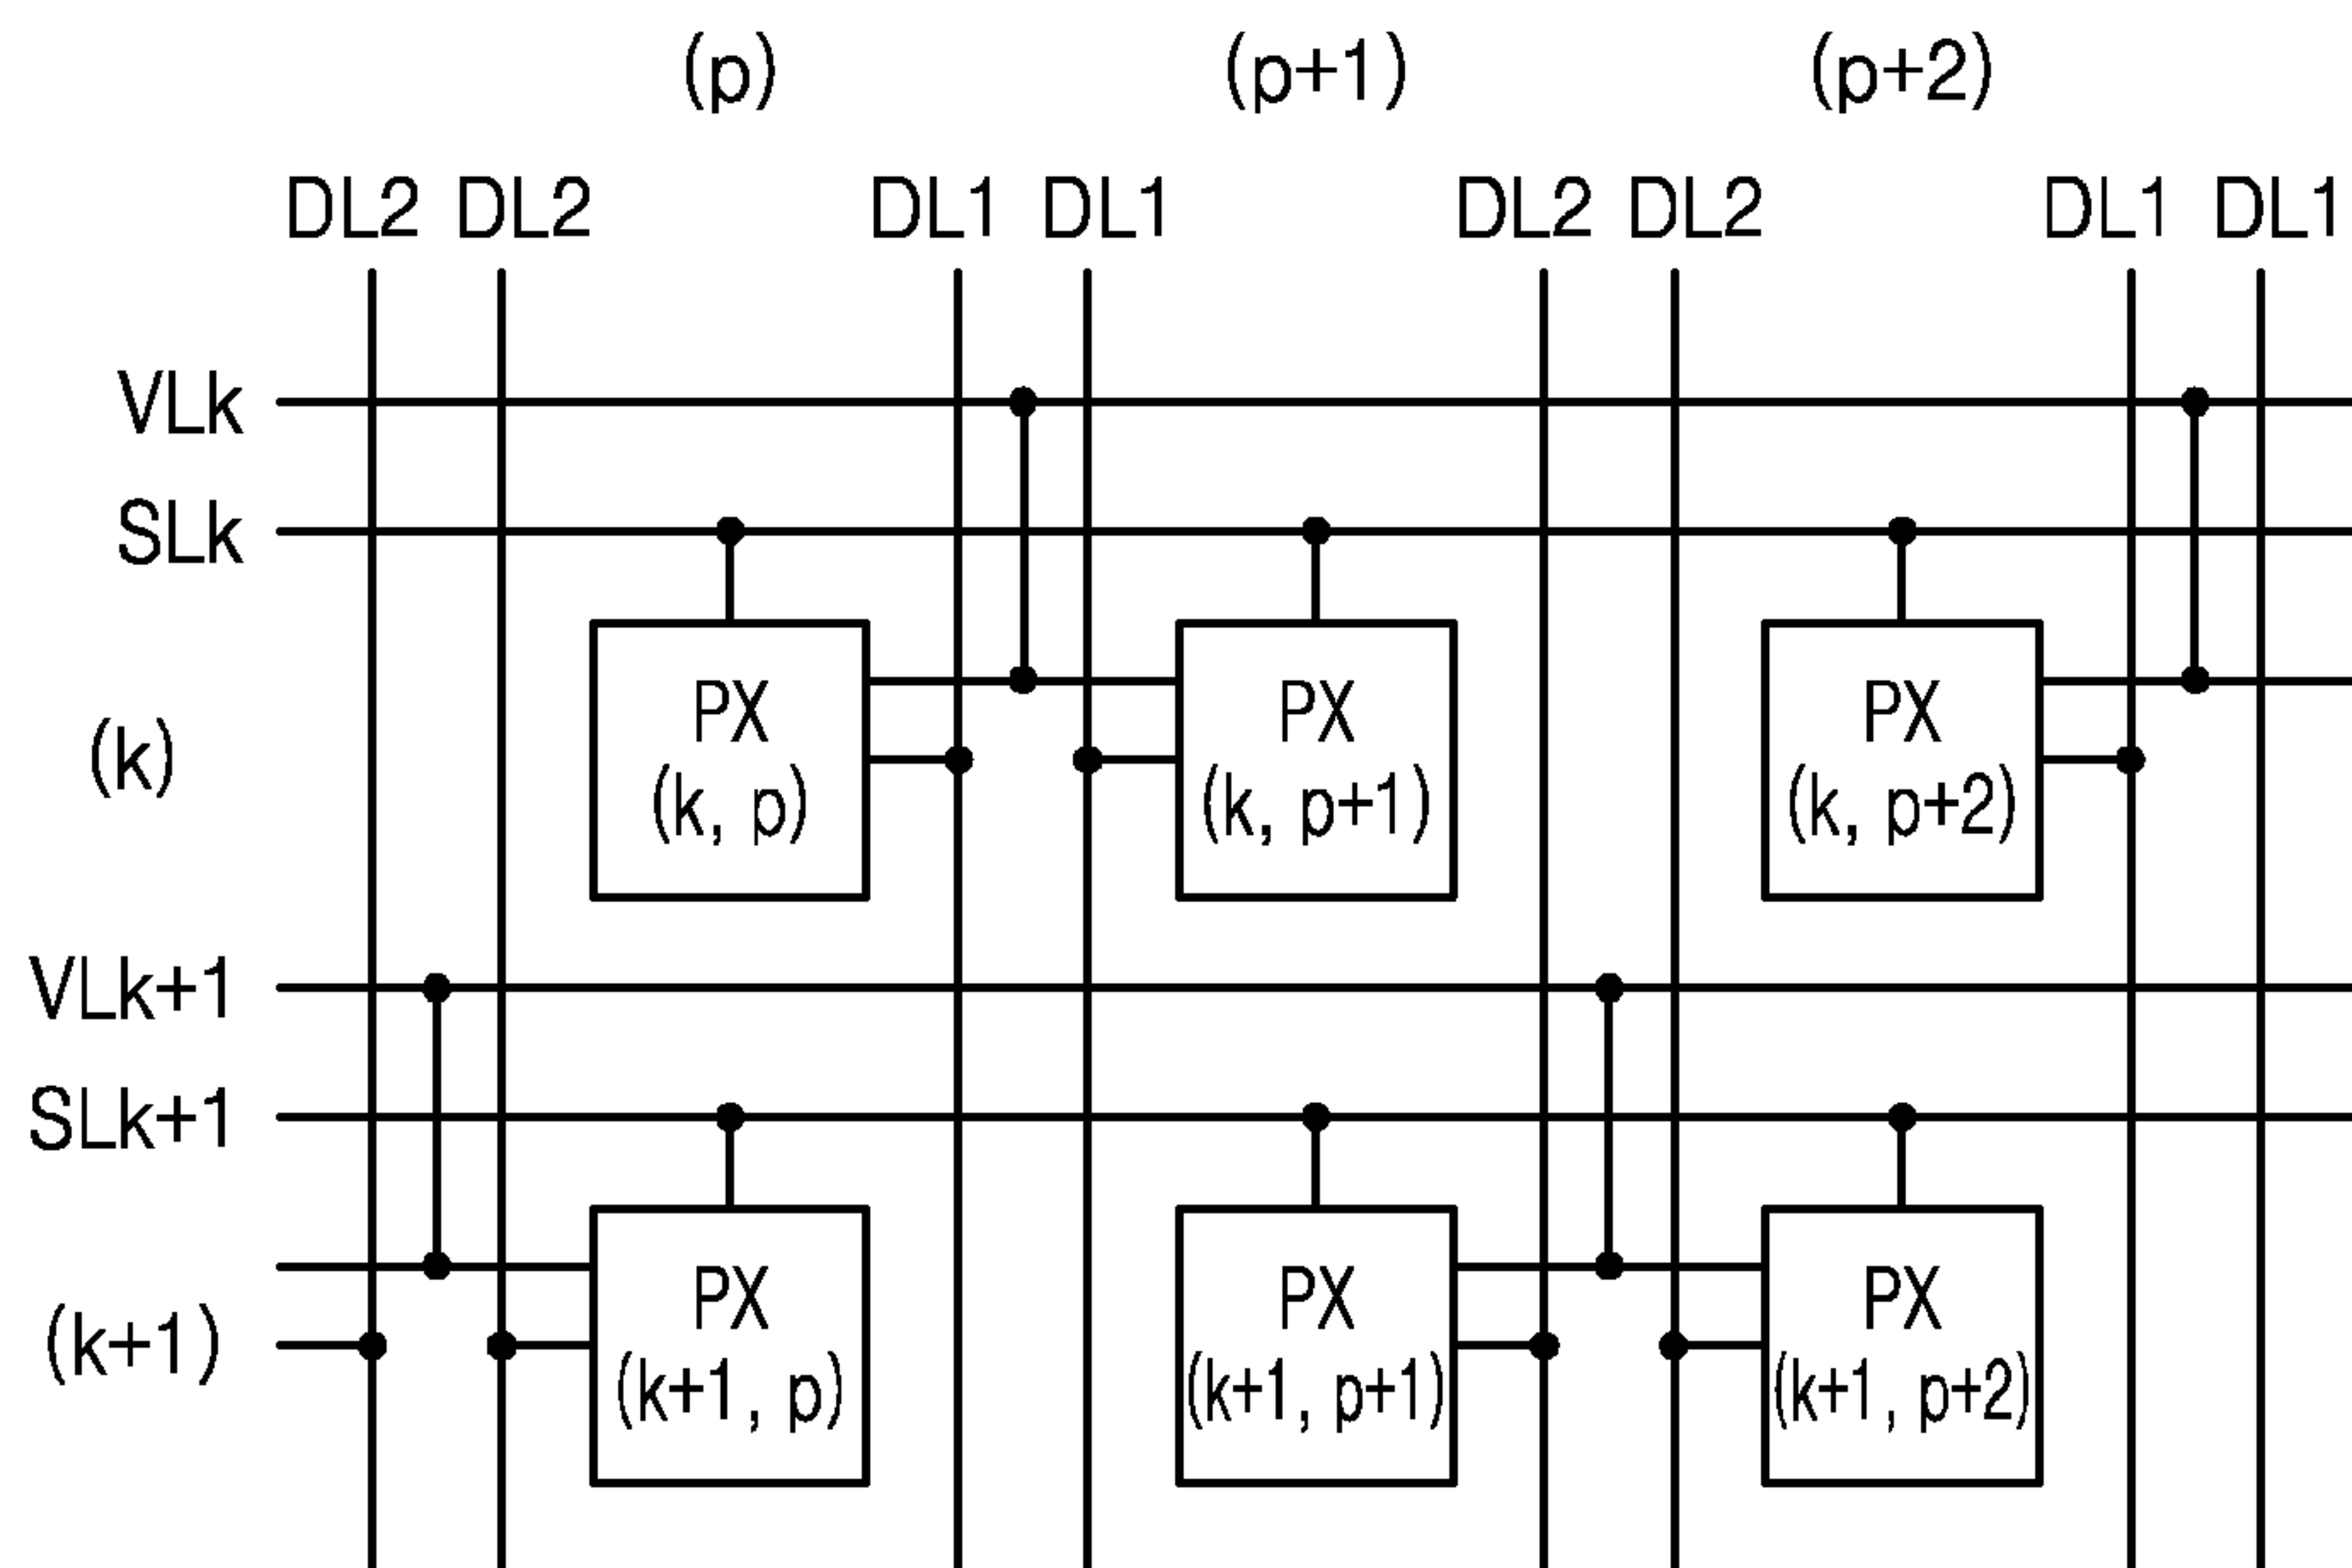 (p) (p+1) (p+2)
DL2 DL2 DL1 DL1 DL2 DL2 DL1 DL1
VLk
SLk
(k)
PX PX PX
(k, p) (k, p+1) (k, p+2)
VLk+1
SLk+1
(k+1)
PX PX PX
(k+1, p) (k+1, p+1) (k+1, p+2)